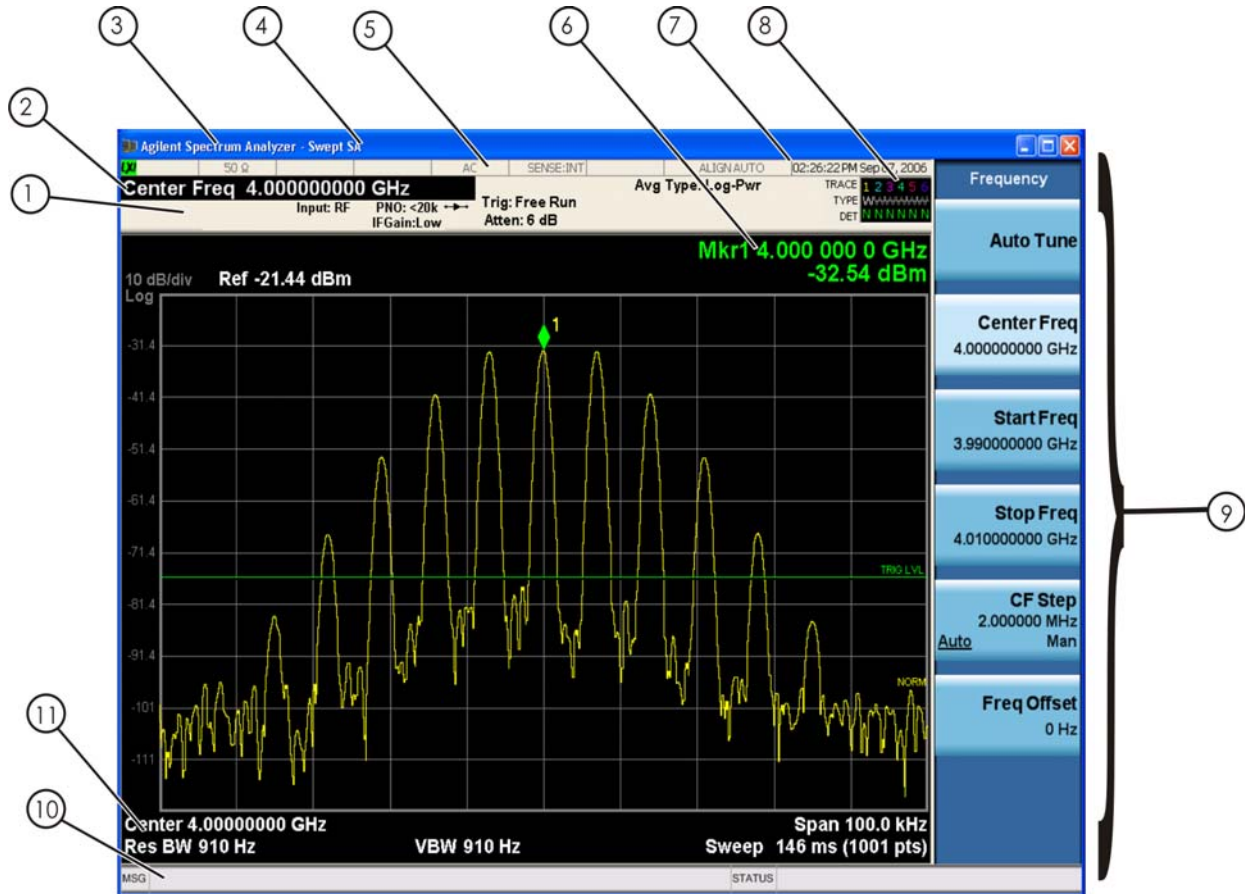 3
4
5
6
7
8
2
1
Agilent Spectrum Analyzer - Swept SA
LXI 50 Ω AC SENSE:INT ALIGN AUTO 02:26:22 PM Sep 07, 2006
Center Freq 4.000000000 GHz
Input: RF PNO: <20k Trig: Free Run Avg Type: Log-Pwr
IFGain:Low Atten: 6 dB
TRACE 1 2 3 4 5 6
TYPE
DET N N N N N N
Frequency
Auto Tune
Center Freq
4.000000000 GHz
Start Freq
3.990000000 GHz
Stop Freq
4.010000000 GHz
CF Step
2.000000 MHz
Auto Man
Freq Offset
0 Hz
9
Mkr1 4.000 000 0 GHz
-32.54 dBm
10 dB/div Ref -21.44 dBm
Log
1
-31.4
-41.4
-51.4
-61.4
-71.4
TRIG LVL
-81.4
-91.4
NORM
-101
-111
11
10
Center 4.00000000 GHz Span 100.0 kHz
Res BW 910 Hz VBW 910 Hz Sweep 146 ms (1001 pts)
MSG STATUS